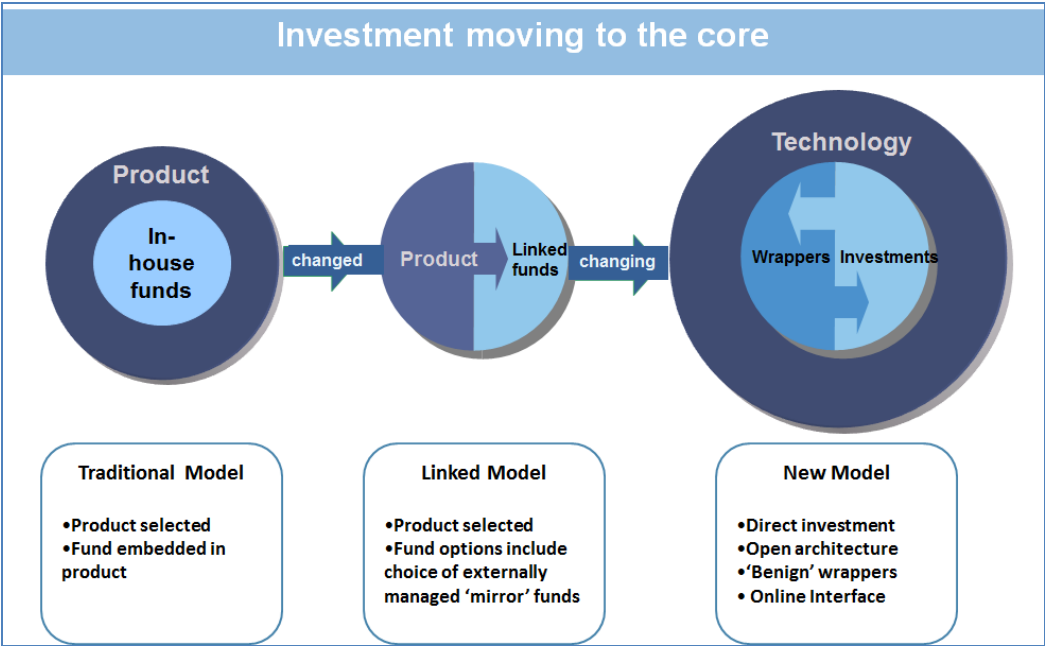 Investment moving to the core
Product
In-
house
funds
changed
Product
Linked
funds
changing
Technology
Wrappers
Investments
Traditional Model
•Product selected
•Fund embedded in
product
Linked Model
•Product selected
•Fund options include
choice of externally
managed ‘mirror’ funds
New Model
•Direct investment
•Open architecture
•‘Benign’ wrappers
• Online Interface